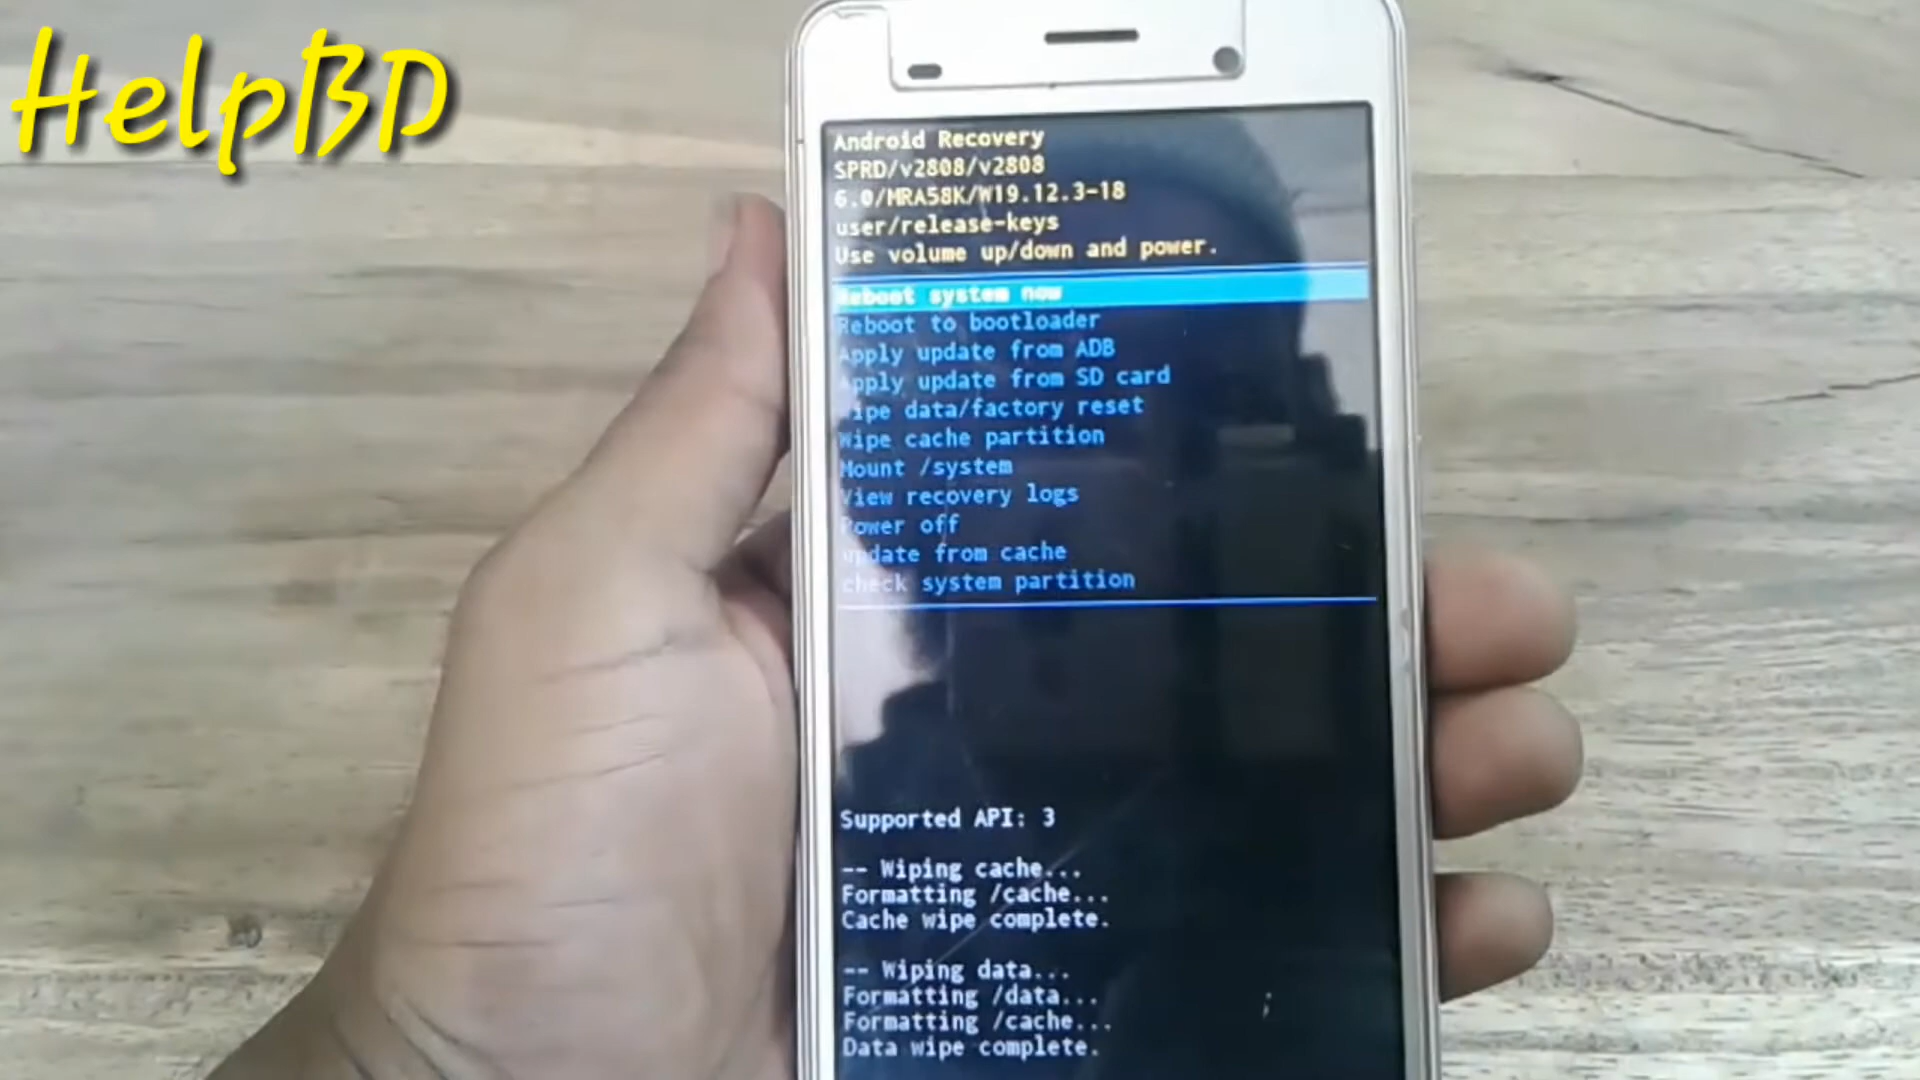 HelpBD
Android Recovery
SPRD/v2808/v2808
6.0/MRA58K/W19.12.3-18
user/release-keys
Use volume up/down and power.
Reboot system now
Reboot to bootloader
Apply update from ADB
Apply update from SD card
Wipe data/factory reset
Wipe cache partition
Mount /system
View recovery logs
Power off
update from cache
check system partition
Supported API: 3
-- Wiping cache...
Formatting /cache...
Cache wipe complete.
-- Wiping data...
Formatting /data...
Formatting /cache...
Data wipe complete.